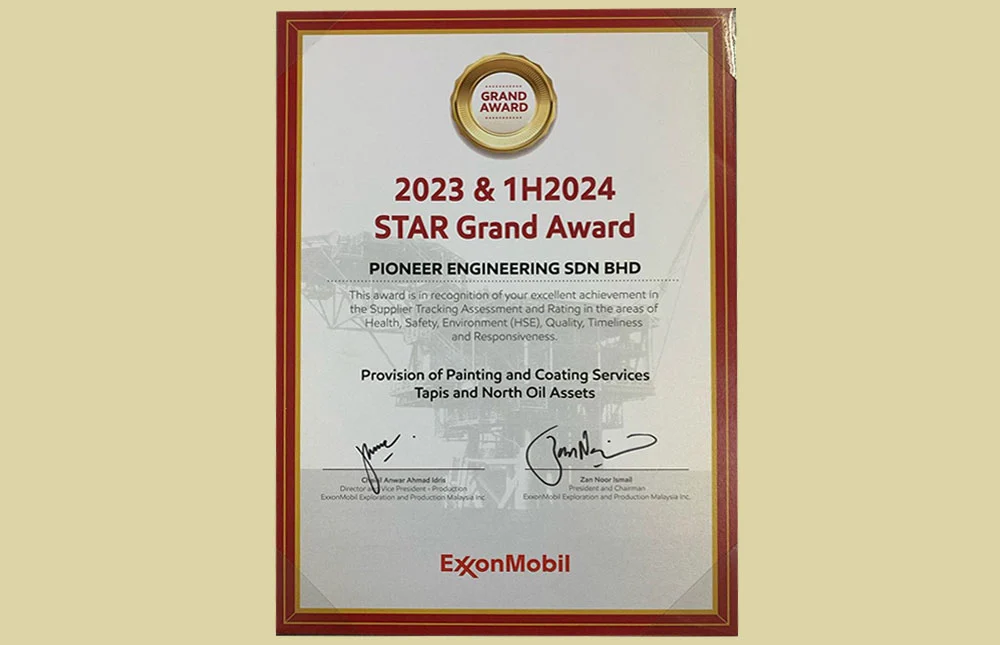 GRAND
AWARD
2023 & 1H2024
STAR Grand Award
PIONEER ENGINEERING SDN BHD
This award is in recognition of your excellent achievement in
the Supplier Tracking Assessment and Rating in the areas of
Health, Safety, Environment (HSE), Quality, Timeliness
and Responsiveness.
Provision of Painting and Coating Services
Tapis and North Oil Assets
Anwar Ahmad Idris
Zan Noor Ismail
Director and Vice President - Production
President and Chairman
ExxonMobil Exploration and Production Malaysia Inc.
ExxonMobil Exploration and Production Malaysia Inc.
ExxonMobil